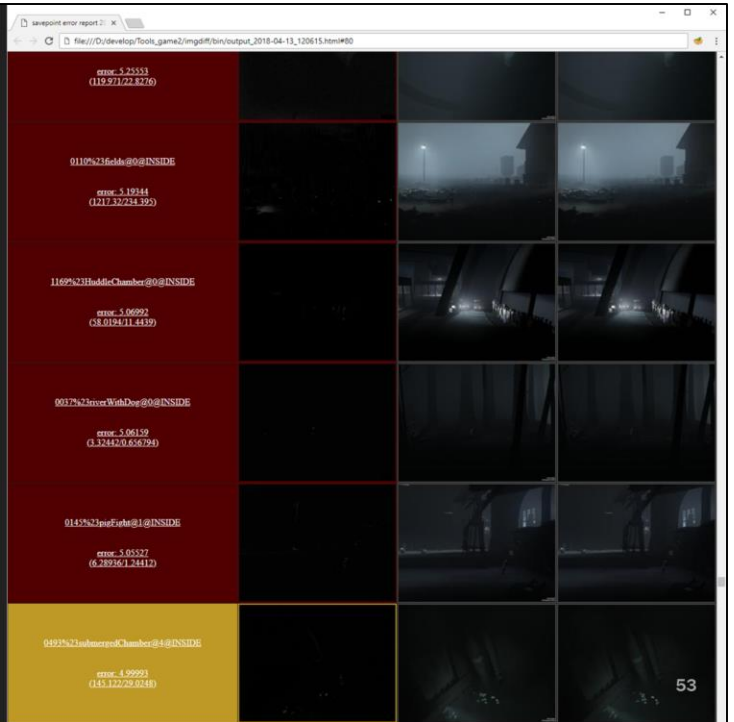 savepoint error report 2
file:///D:/develop/Tools_game2/imgdiff/bin/output_2018-04-13_120615.html#80
error: 5.25553
(119.971/22.8276)
0110%23fields@0@INSIDE
error: 5.19344
(1217.32/234.395)
1169%23HuddleChamber@0@INSIDE
error: 5.06992
(58.0194/11.4439)
0037%23riverWithDog@0@INSIDE
error: 5.06159
(3.32442/0.656794)
0145%23pigFight@1@INSIDE
error: 5.05527
(6.28936/1.24412)
0493%23submergedChamber@4@INSIDE
error: 4.99993
(145.122/29.0248)
53